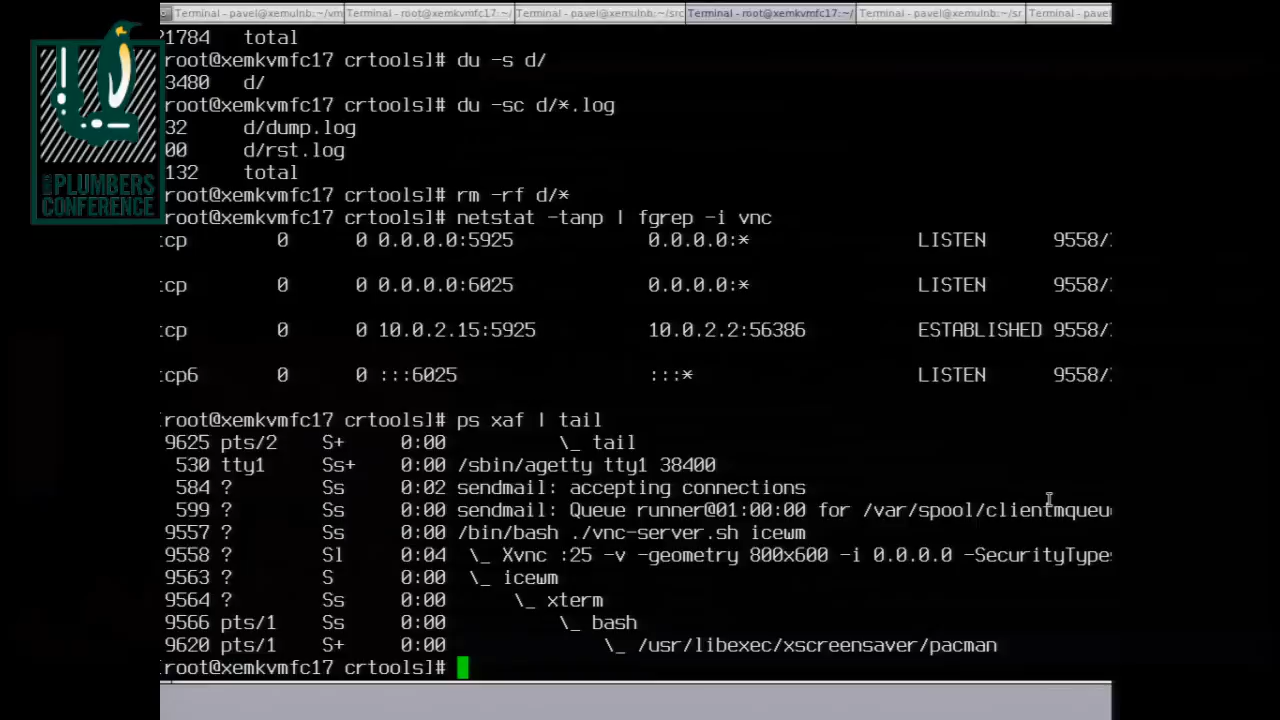 Terminal - pavel@xemulnb:~/vm Terminal - root@xemkvmfc17:~/ Terminal - pavel@xemulnb:~/src Terminal - root@xemkvmfc17:~/ Terminal - pavel@xemulnb:~/sr Terminal - pavel
21784 total
[root@xemkvmfc17 crtools]# du -s d/
3480 d/
[root@xemkvmfc17 crtools]# du -sc d/*.log
32 d/dump.log
00 d/rst.log
132 total
[root@xemkvmfc17 crtools]# rm -rf d/*
[root@xemkvmfc17 crtools]# netstat -tanp | fgrep -i vnc
tcp 0 0 0.0.0.0:5925 0.0.0.0:* LISTEN 9558/
tcp 0 0 0.0.0.0:6025 0.0.0.0:* LISTEN 9558/
tcp 0 0 10.0.2.15:5925 10.0.2.2:56386 ESTABLISHED 9558/
tcp6 0 0 :::6025 :::* LISTEN 9558/
[root@xemkvmfc17 crtools]# ps xaf | tail
9625 pts/2 S+ 0:00 \_ tail
530 tty1 Ss+ 0:00 /sbin/agetty tty1 38400
584 ? Ss 0:02 sendmail: accepting connections
599 ? Ss 0:00 sendmail: Queue runner@01:00:00 for /var/spool/clientmqueu
9557 ? Ss 0:00 /bin/bash ./vnc-server.sh icewm
9558 ? Sl 0:04 \_ Xvnc :25 -v -geometry 800x600 -i 0.0.0.0 -SecurityTypes
9563 ? S 0:00 \_ icewm
9564 ? Ss 0:00 \_ xterm
9566 pts/1 Ss 0:00 \_ bash
9620 pts/1 S+ 0:00 \_ /usr/libexec/xscreensaver/pacman
[root@xemkvmfc17 crtools]#
PLUMBERS
CONFERENCE